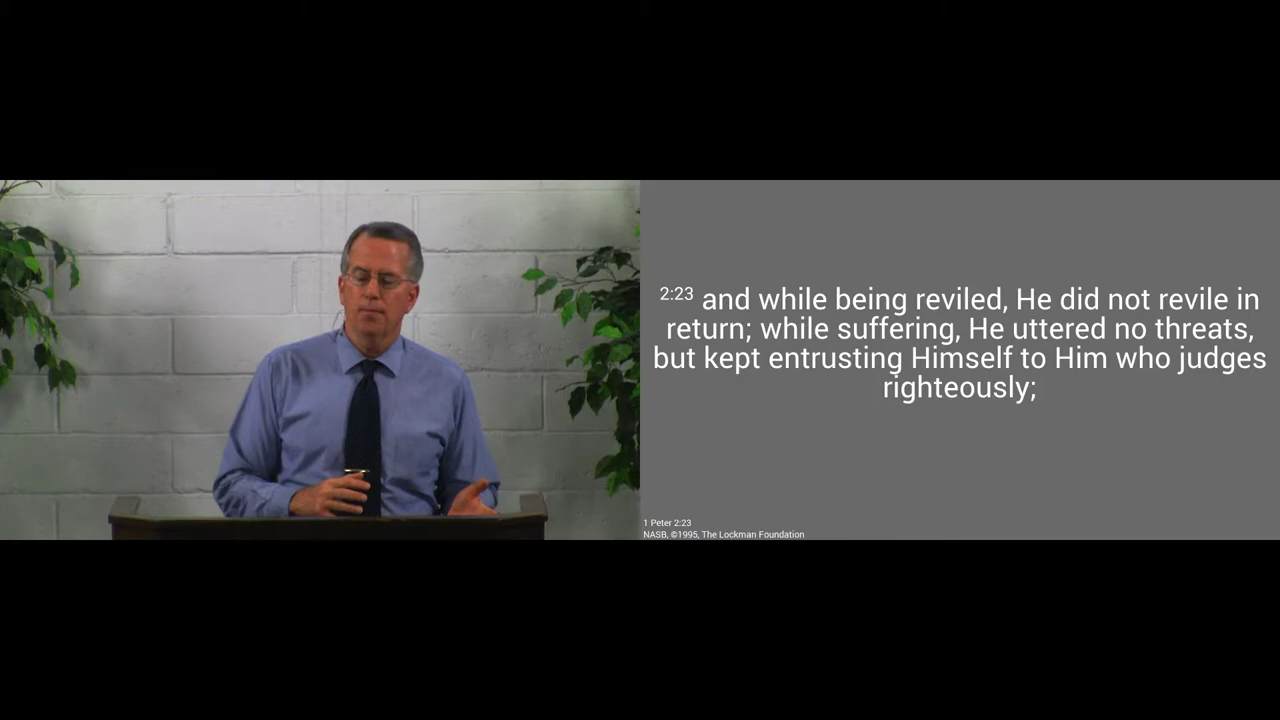 2:23 and while being reviled, He did not revile in
return; while suffering, He uttered no threats,
but kept entrusting Himself to Him who judges
righteously;
1 Peter 2:23
NASB, ©1995, The Lockman Foundation